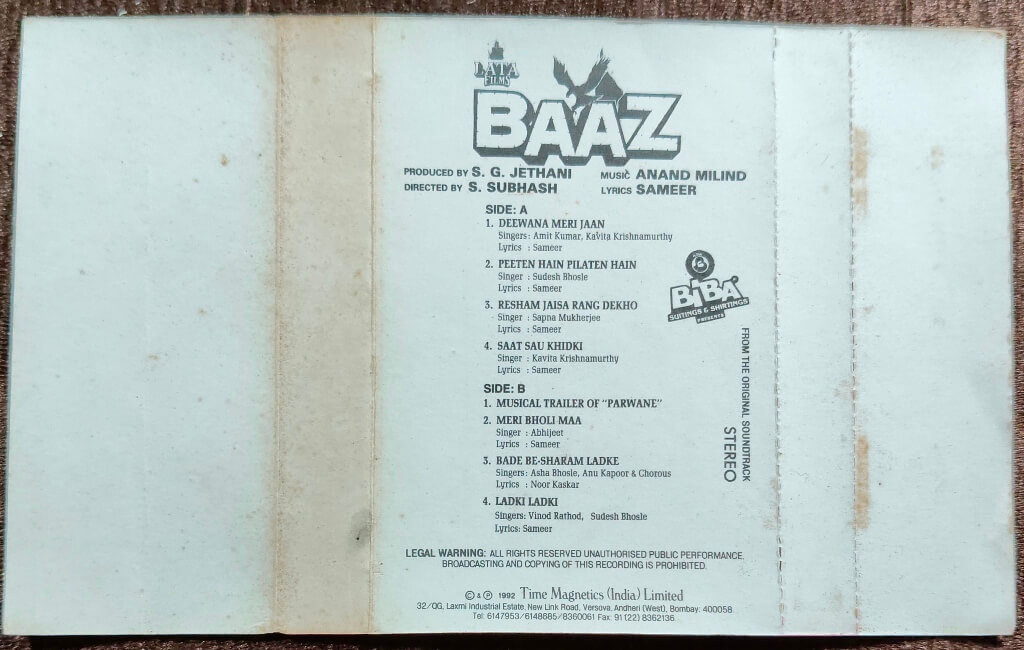 LATA
FILMS
BAAZ
PRODUCED BY S. G. JETHANI MUSIC ANAND MILIND
DIRECTED BY S. SUBHASH LYRICS SAMEER
SIDE: A
1. DEEWANA MERI JAAN
Singers: Amit Kumar, KaVita Krishnamurthy
Lyrics : Sameer
2. PEETEN HAIN PILATEN HAIN
Singer : Sudesh Bhosle
Lyrics : Sameer
3. RESHAM JAISA RANG DEKHO
Singer : Sapna Mukherjee
Lyrics : Sameer
4. SAAT SAU KHIDKI
Singer : Kavita Krishnamurthy
Lyrics : Sameer
SIDE: B
1. MUSICAL TRAILER OF "PARWANE"
2. MERI BHOLI MAA
Singer : Abhijeet
Lyrics : Sameer
3. BADE BE-SHARAM LADKE
Singers: Asha Bhosle, Anu Kapoor & Chorous
Lyrics : Noor Kaskar
4. LADKI LADKI
Singers: Vinod Rathod, Sudesh Bhosle
Lyrics: Sameer
BIBA
SUITINGS & SHIRTINGS
PRESENTS
FROM THE ORIGINAL SOUNDTRACK
STEREO
LEGAL WARNING: ALL RIGHTS RESERVED UNAUTHORISED PUBLIC PERFORMANCE,
BROADCASTING AND COPYING OF THIS RECORDING IS PROHIBITED.
© & ℗ 1992 Time Magnetics (India) Limited
32/OG, Laxmi Industrial Estate, New Link Road, Versova, Andheri (West), Bombay. 400058.
Tel: 6147953/6148685/8360061 Fax: 91(22) 8362136.